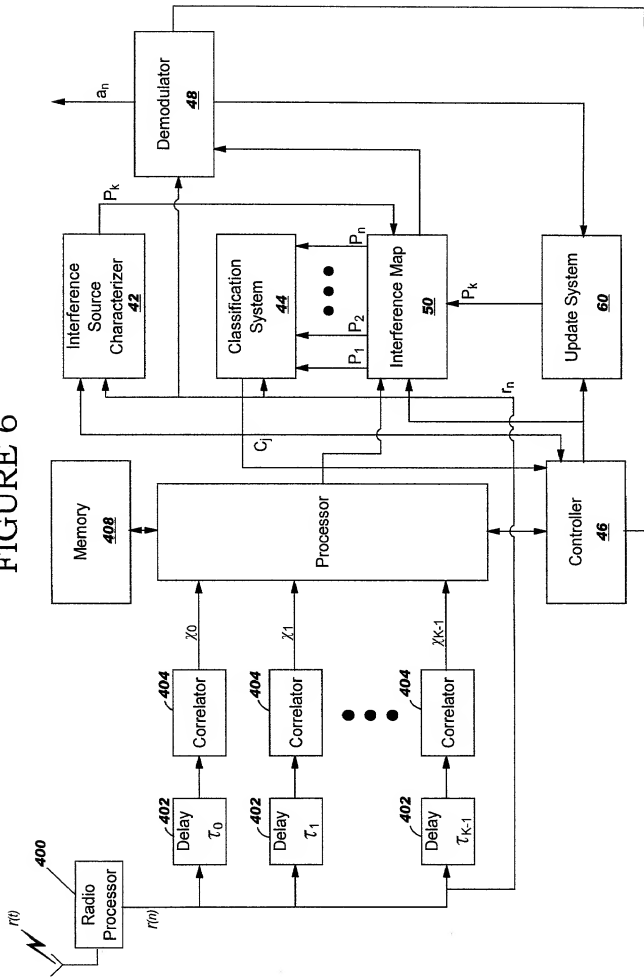 FIGURE 6
r(t)
400
Radio
Processor
r(n)
402
Delay
τ0
404
Correlator
χ0
402
Delay
τ1
404
Correlator
χ1
402
Delay
τK-1
404
Correlator
χK-1
Memory
408
Processor
Controller
46
Cj
rn
Interference
Source
Characterizer
42
Pk
Classification
System
44
P1
P2
Pn
Interference Map
50
Pk
Update System
60
Demodulator
48
an